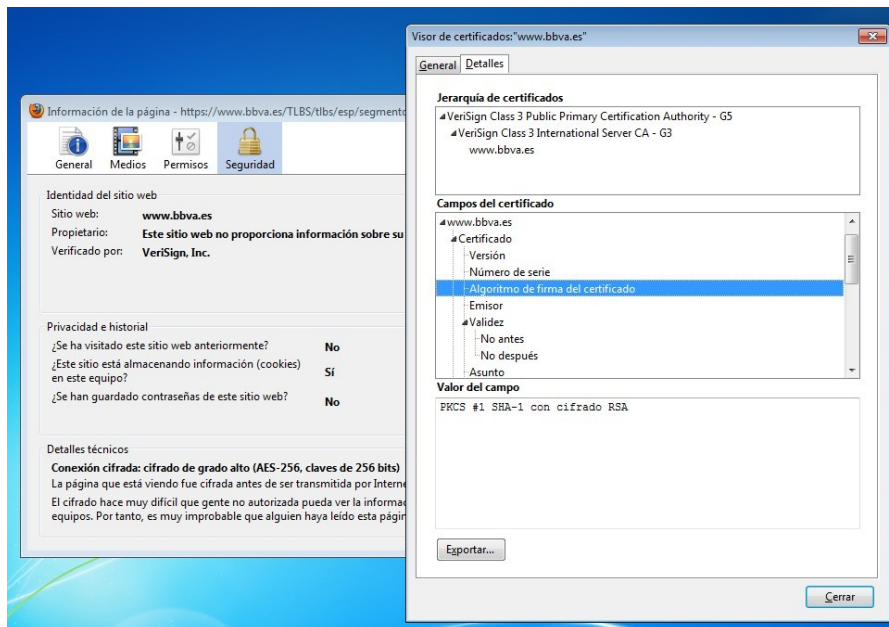 Visor de certificados:"www.bbva.es"
General Detalles
Jerarquía de certificados
VeriSign Class 3 Public Primary Certification Authority - G5
VeriSign Class 3 International Server CA - G3
www.bbva.es
Campos del certificado
www.bbva.es
Certificado
Versión
Número de serie
Algoritmo de firma del certificado
Emisor
Validez
No antes
No después
Asunto
Valor del campo
PKCS #1 SHA-1 con cifrado RSA
Exportar...
Cerrar
Información de la página - https://www.bbva.es/TLBS/tlbs/esp/segmento
General Medios Permisos Seguridad
Identidad del sitio web
Sitio web: www.bbva.es
Propietario: Este sitio web no proporciona información sobre su
Verificado por: VeriSign, Inc.
Privacidad e historial
¿Se ha visitado este sitio web anteriormente? No
¿Este sitio está almacenando información (cookies) Sí
en este equipo?
¿Se han guardado contraseñas de este sitio web? No
Detalles técnicos
Conexión cifrada: cifrado de grado alto (AES-256, claves de 256 bits)
La página que está viendo fue cifrada antes de ser transmitida por Interne
El cifrado hace muy difícil que gente no autorizada pueda ver la informac
equipos. Por tanto, es muy improbable que alguien haya leído esta págin